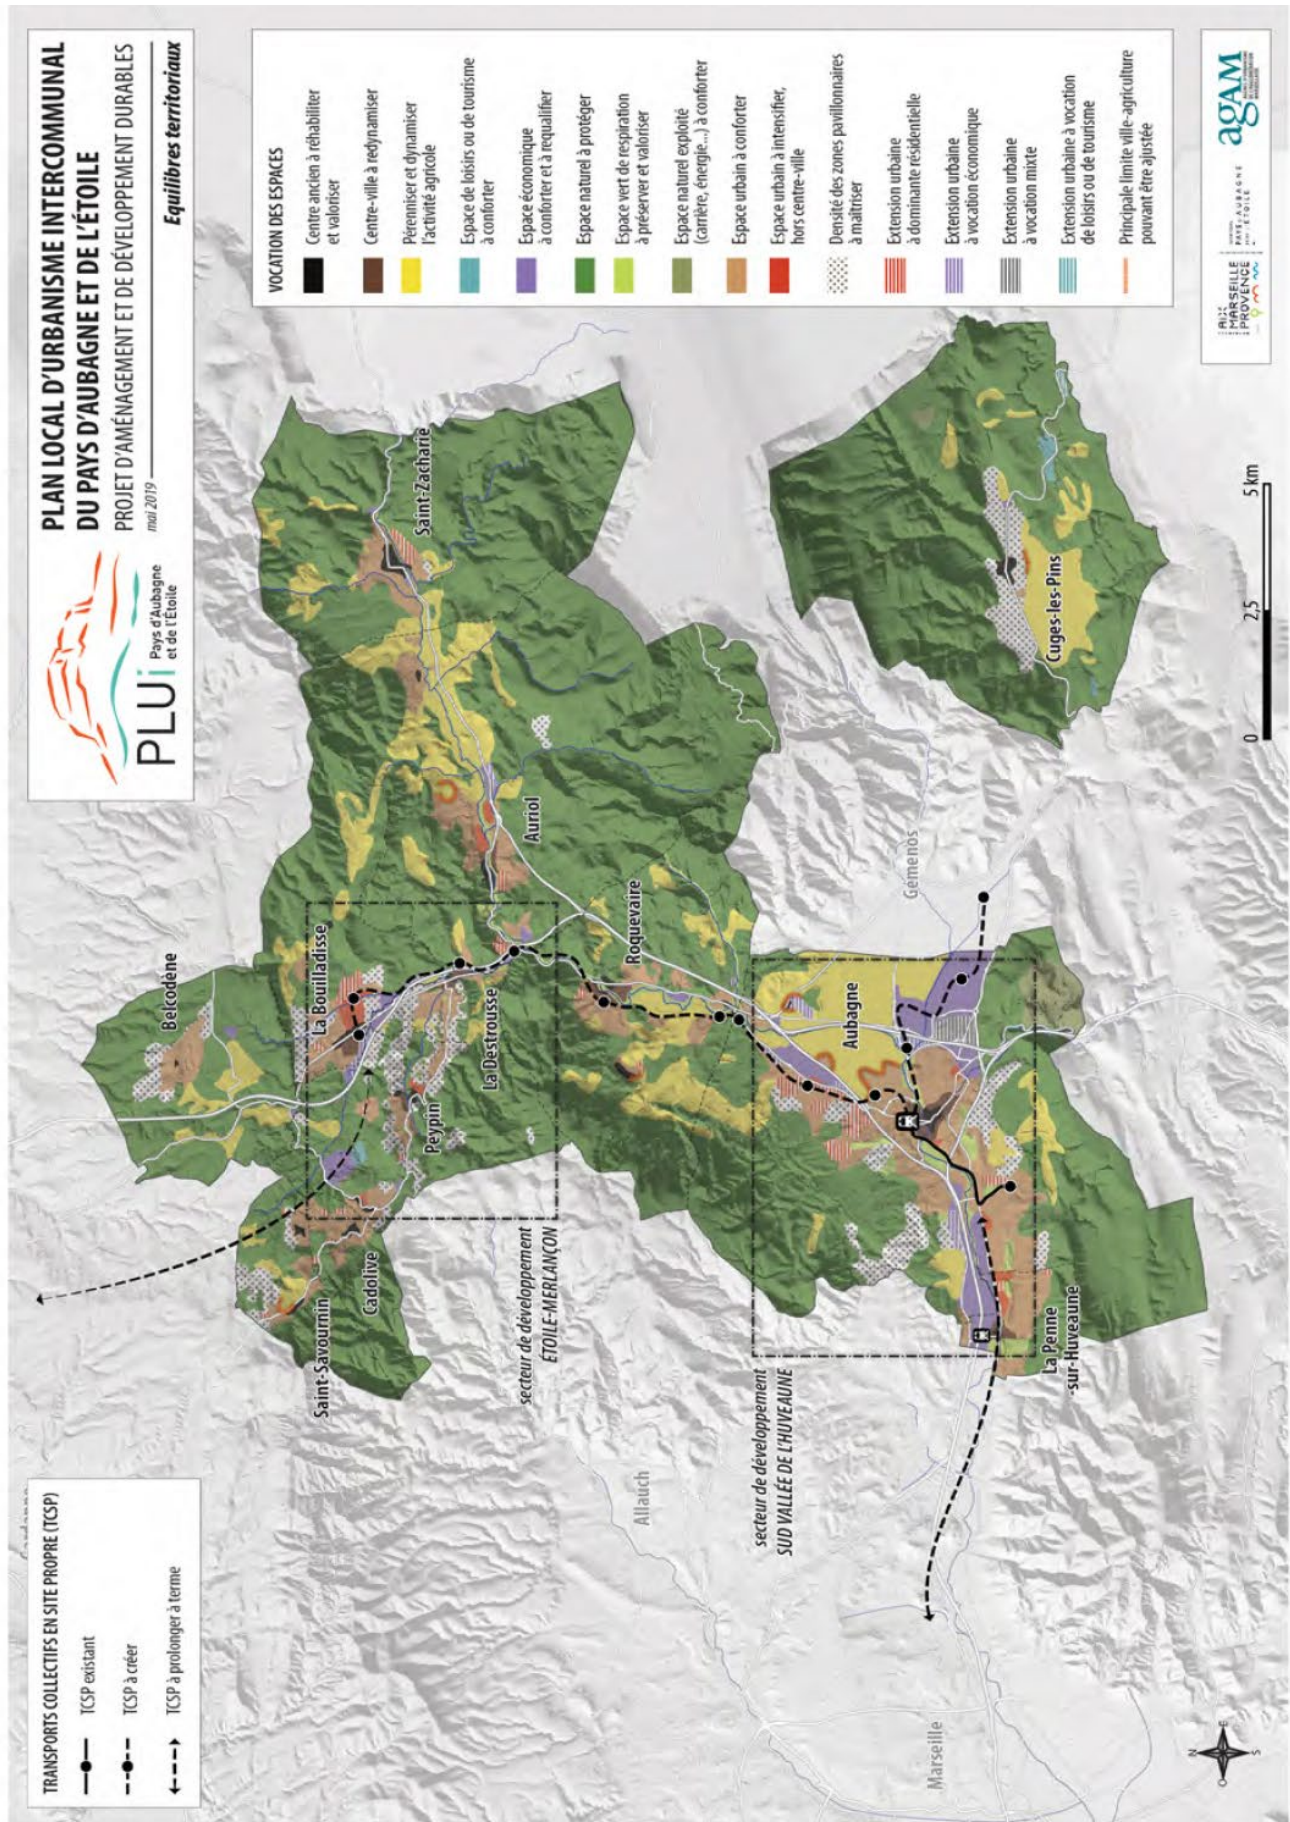 PLAN LOCAL D'URBANISME INTERCOMMUNAL
DU PAYS D'AUBAGNE ET DE L'ÉTOILE
PROJET D'AMÉNAGEMENT ET DE DÉVELOPPEMENT DURABLES
mai 2019
Equilibres territoriaux
PLUi
Pays d'Aubagne
et de l'Étoile
TRANSPORTS COLLECTIFS EN SITE PROPRE (TCSP)
TCSP existant
TCSP à créer
TCSP à prolonger à terme
VOCATION DES ESPACES
Centre ancien à réhabiliter
et valoriser
Centre-ville à redynamiser
Pérenniser et dynamiser
l'activité agricole
Espace de loisirs ou de tourisme
à conforter
Espace économique
à conforter et à requalifier
Espace naturel à protéger
Espace vert de respiration
à préserver et valoriser
Espace naturel exploité
(carrière, énergie...) à conforter
Espace urbain à conforter
Espace urbain à intensifier,
hors centre-ville
Densité des zones pavillonnaires
à maîtriser
Extension urbaine
à dominante résidentielle
Extension urbaine
à vocation économique
Extension urbaine
à vocation mixte
Extension urbaine à vocation
de loisirs ou de tourisme
Principale limite ville-agriculture
pouvant être ajustée
Belcodène
La Bouilladisse
Saint-Zacharie
Saint-Savournin
Cadolive
Peypin
La Destrousse
Auriol
secteur de développement
ETOILE-MERLANÇON
Roquevaire
Allauch
secteur de développement
SUD VALLÉE DE L'HUVEAUNE
Aubagne
Gémenos
Cuges-les-Pins
La Penne
-sur-Huveaune
Marseille
N
O
E
S
0
2,5
5 km
AIX
MARSEILLE
PROVENCE
PAYS D'AUBAGNE
agAM